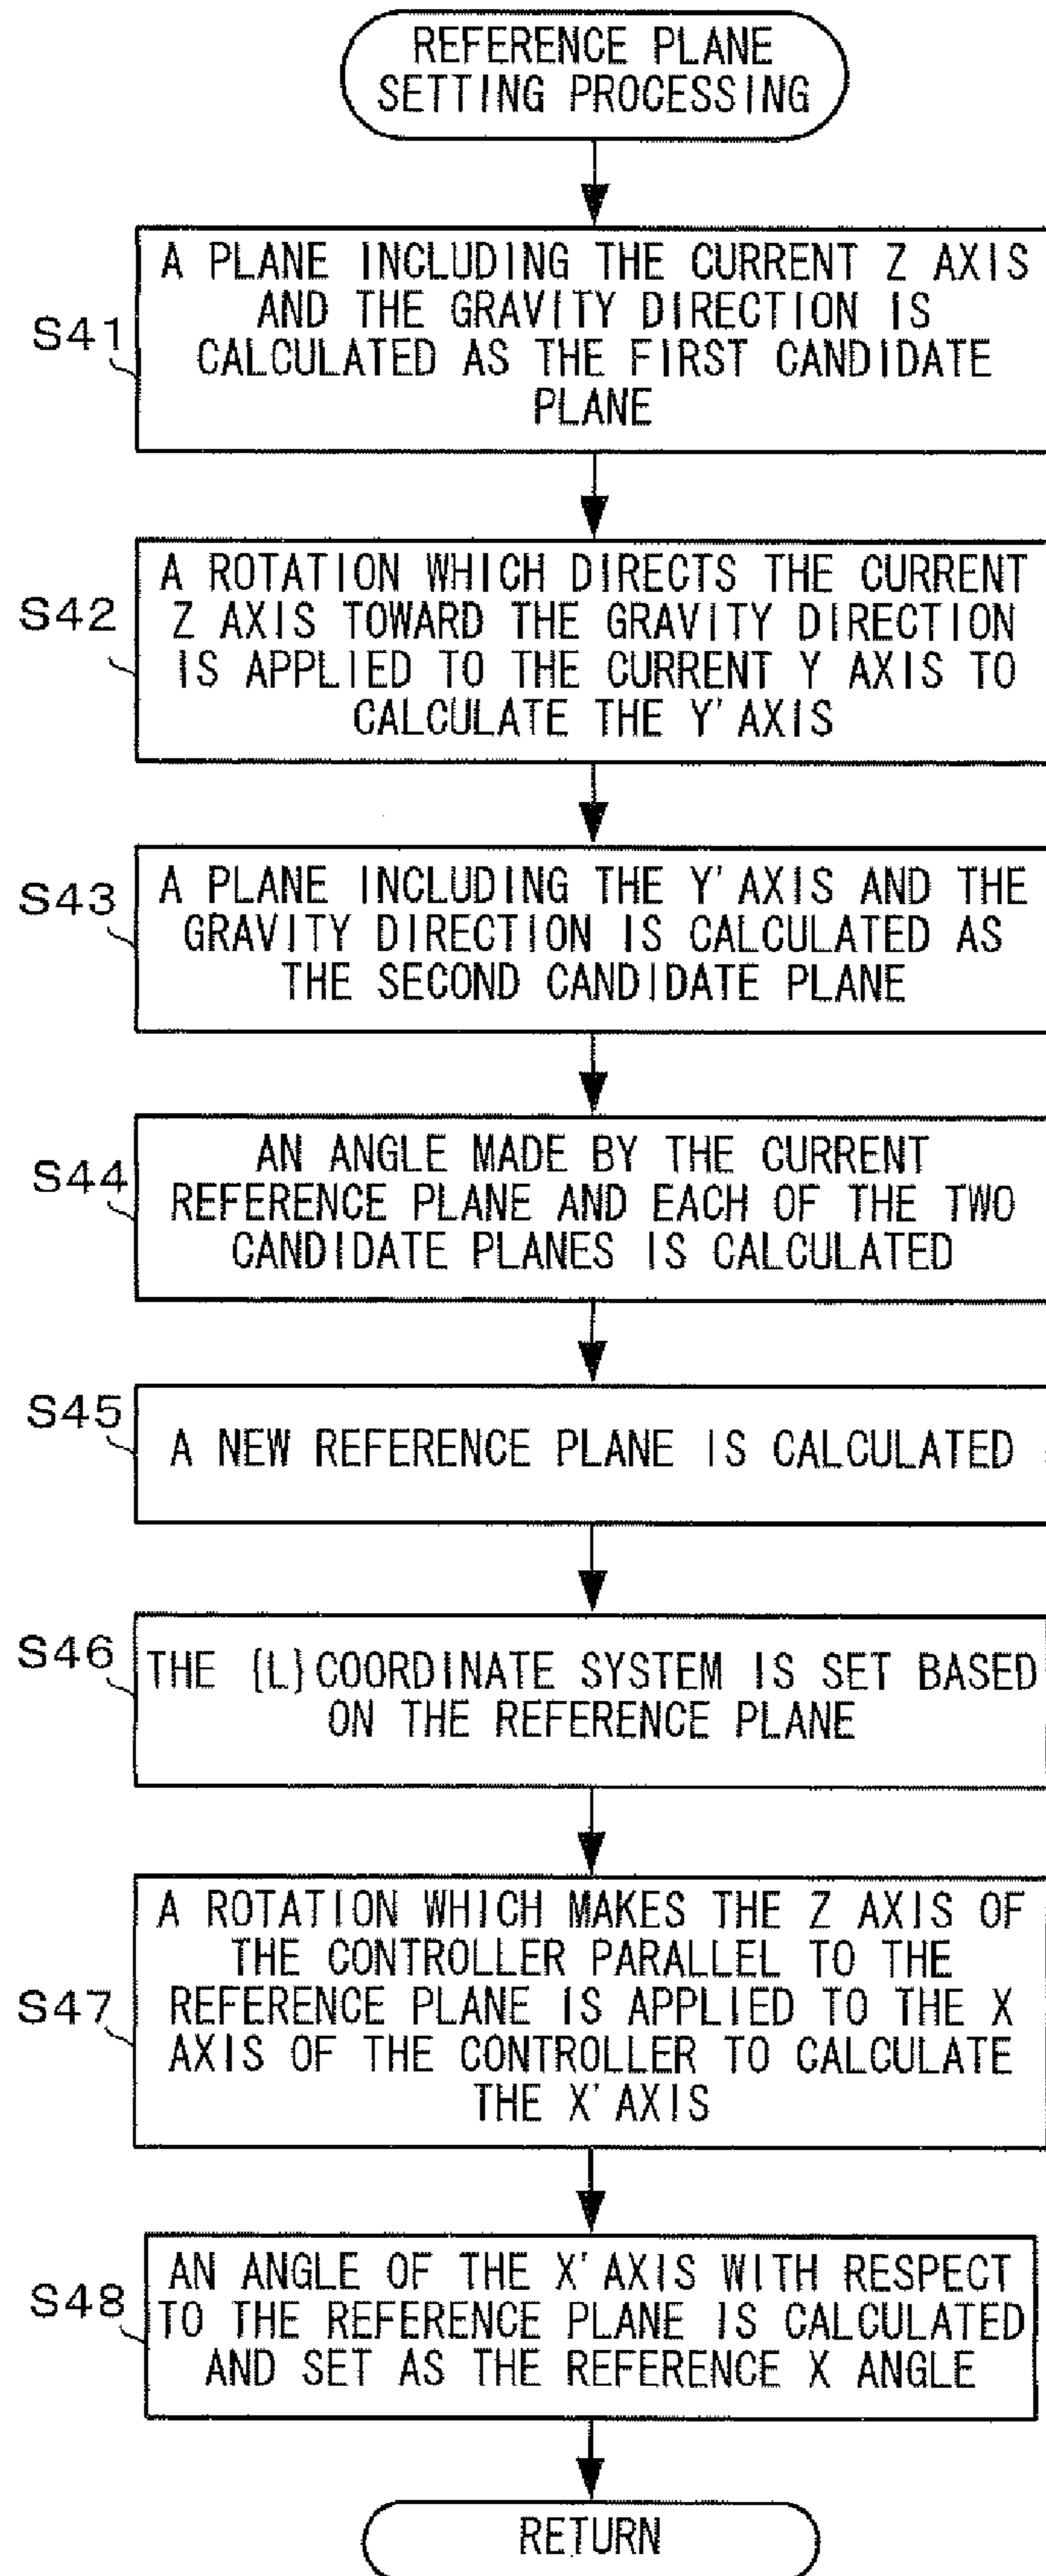 REFERENCE PLANE
SETTING PROCESSING
S41
A PLANE INCLUDING THE CURRENT Z AXIS
AND THE GRAVITY DIRECTION IS
CALCULATED AS THE FIRST CANDIDATE
PLANE
S42
A ROTATION WHICH DIRECTS THE CURRENT
Z AXIS TOWARD THE GRAVITY DIRECTION
IS APPLIED TO THE CURRENT Y AXIS TO
CALCULATE THE Y' AXIS
S43
A PLANE INCLUDING THE Y' AXIS AND THE
GRAVITY DIRECTION IS CALCULATED AS
THE SECOND CANDIDATE PLANE
S44
AN ANGLE MADE BY THE CURRENT
REFERENCE PLANE AND EACH OF THE TWO
CANDIDATE PLANES IS CALCULATED
S45
A NEW REFERENCE PLANE IS CALCULATED
S46
THE {L} COORDINATE SYSTEM IS SET BASED
ON THE REFERENCE PLANE
S47
A ROTATION WHICH MAKES THE Z AXIS OF
THE CONTROLLER PARALLEL TO THE
REFERENCE PLANE IS APPLIED TO THE X
AXIS OF THE CONTROLLER TO CALCULATE
THE X' AXIS
S48
AN ANGLE OF THE X' AXIS WITH RESPECT
TO THE REFERENCE PLANE IS CALCULATED
AND SET AS THE REFERENCE X ANGLE
RETURN